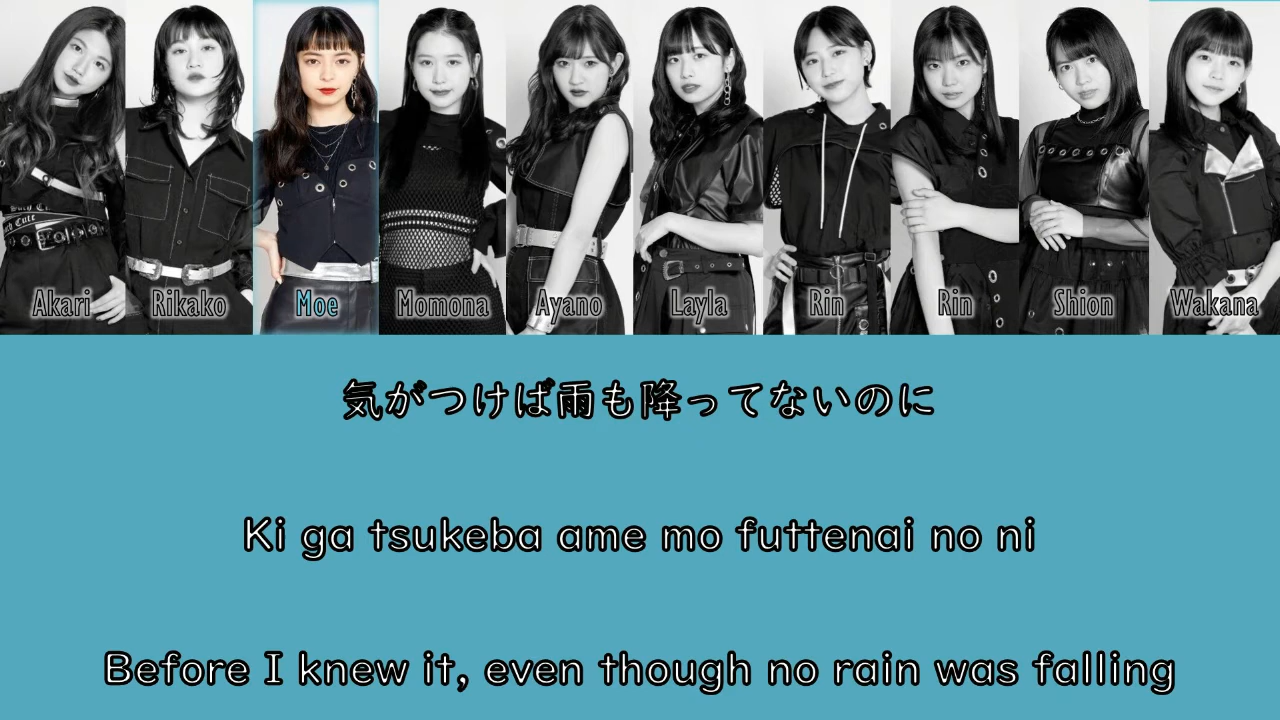 Akari Rikako Moe Momona Ayano Layla Rin Rin Shion Wakana
気がつけば雨も降ってないのに
Ki ga tsukeba ame mo futtenai no ni
Before I knew it, even though no rain was falling